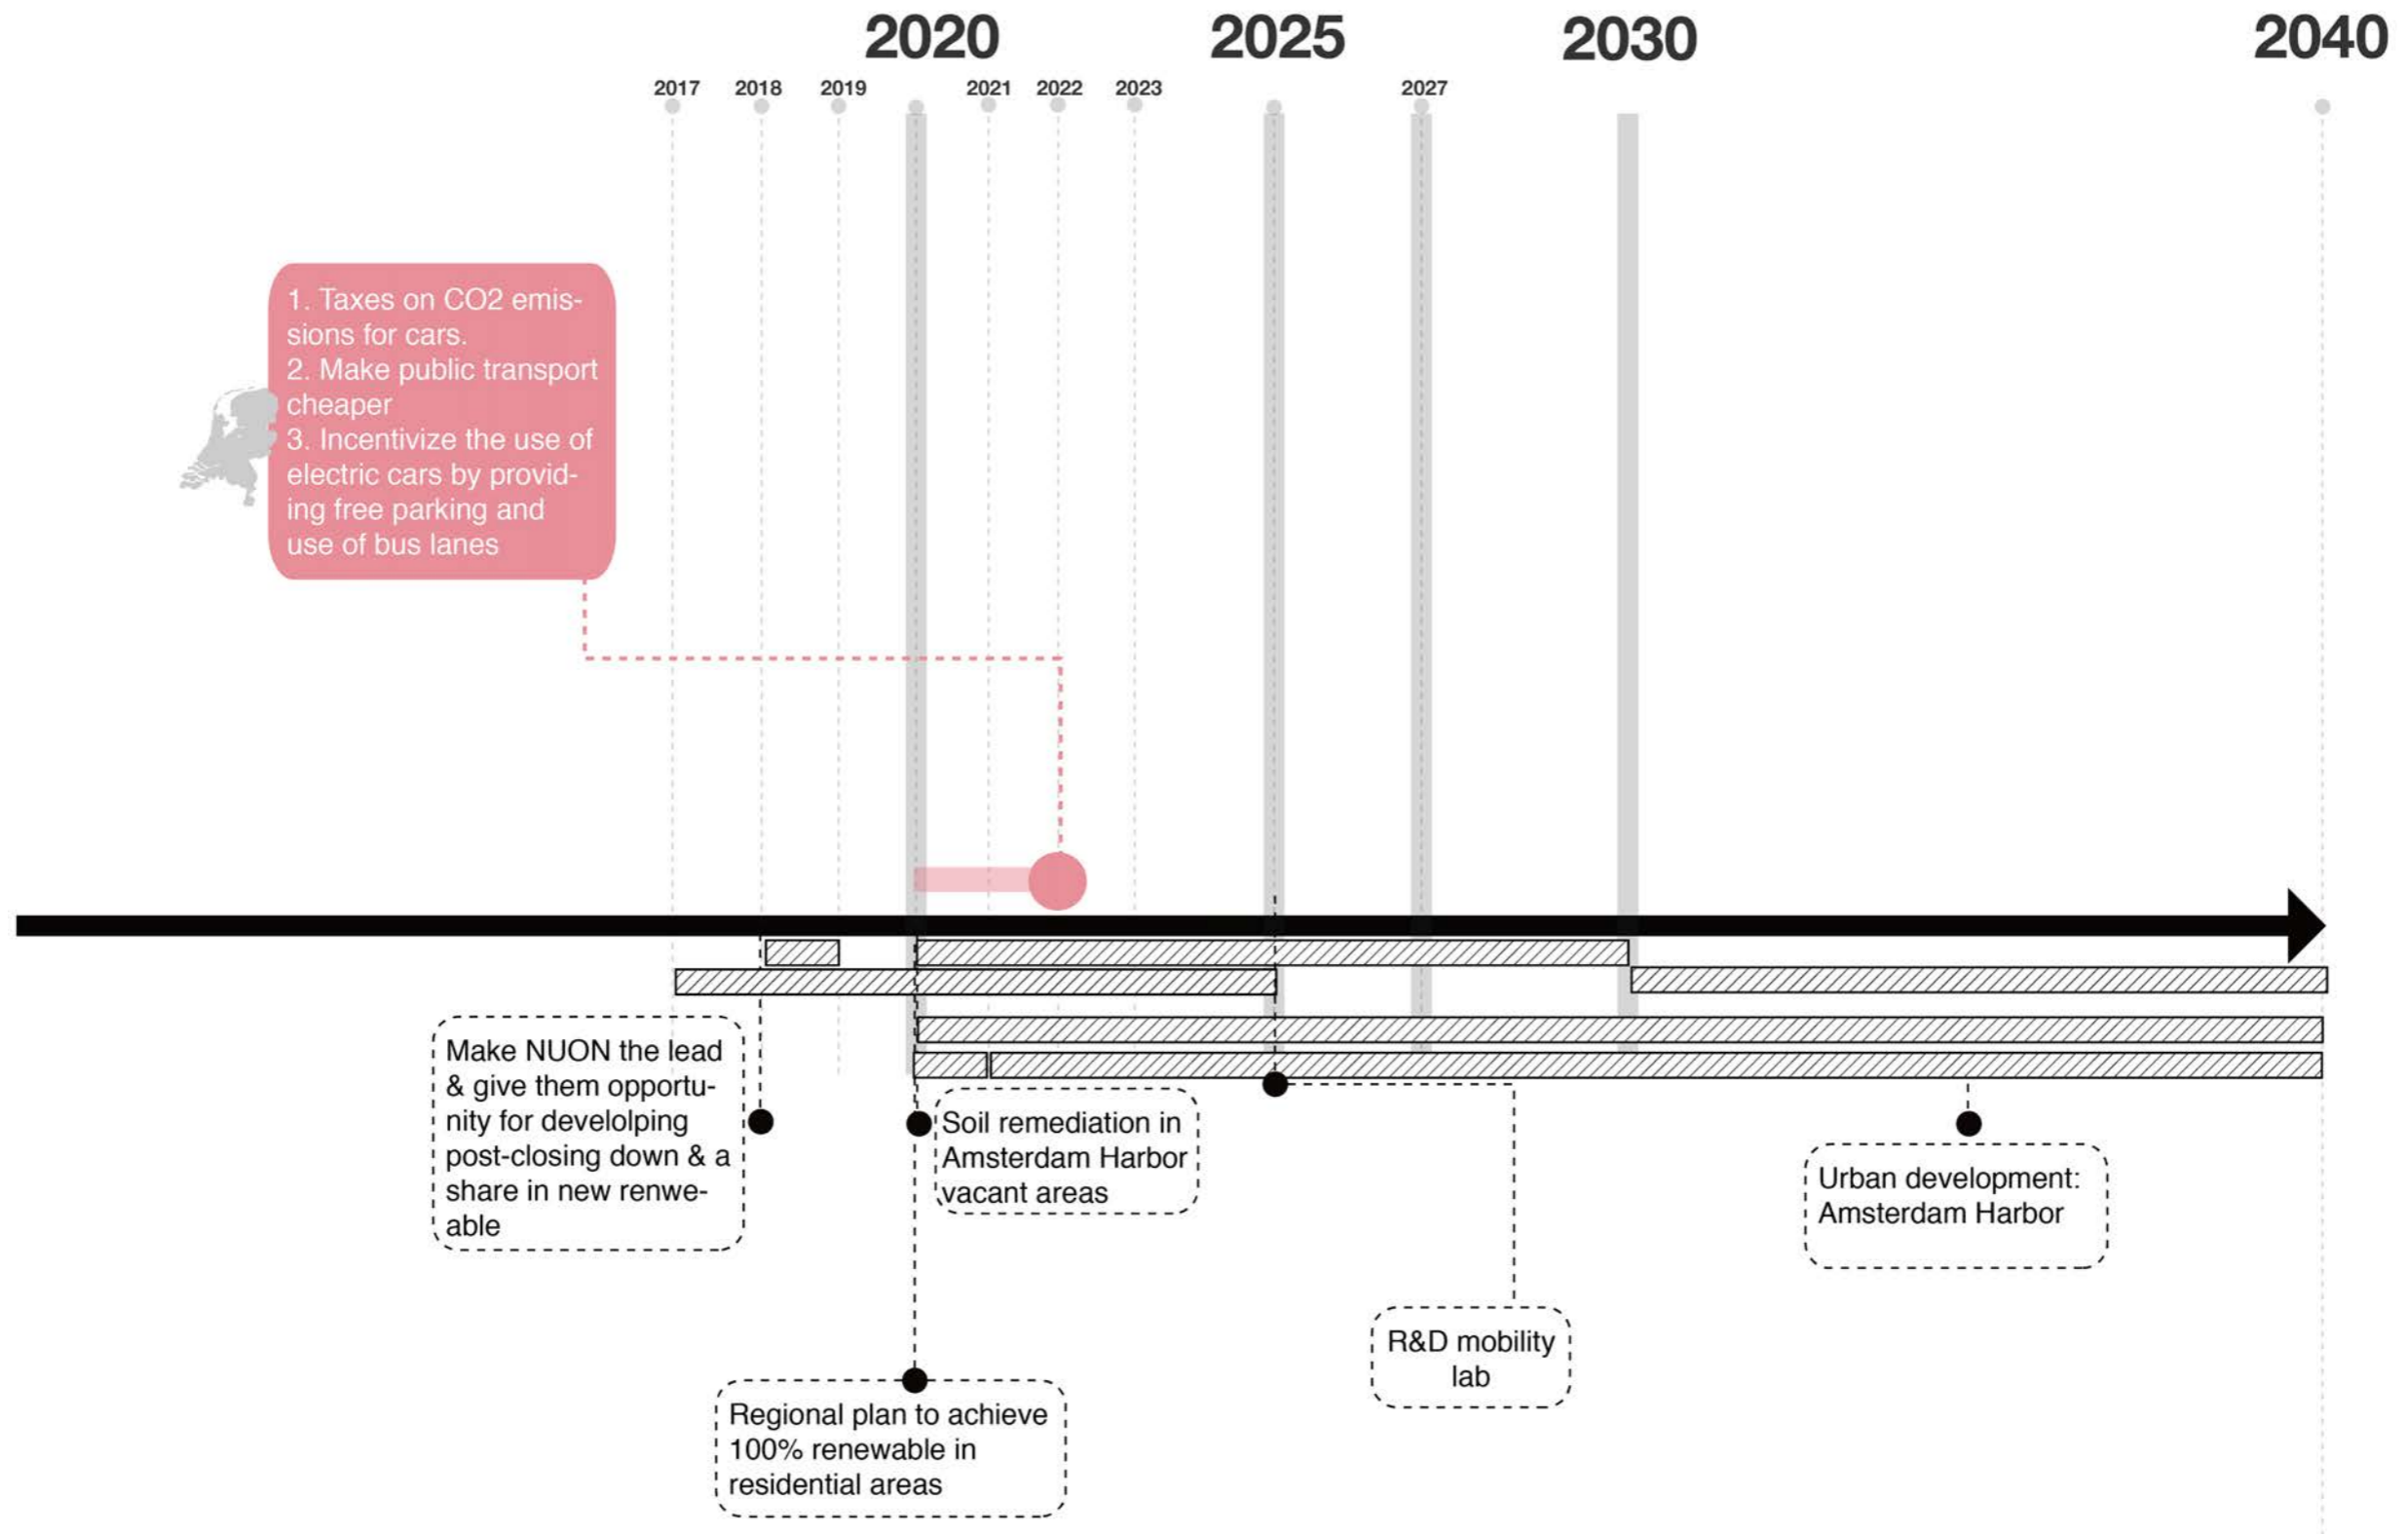 2020
2025
2030
2040
2017
2018
2019
2021
2022
2023
2027
1. Taxes on CO2 emis-
sions for cars.
2. Make public transport
cheaper
3. Incentivize the use of
electric cars by provid-
ing free parking and
use of bus lanes
Make NUON the lead
& give them opportu-
nity for develolping
post-closing down & a
share in new renwe-
able
Soil remediation in
Amsterdam Harbor
vacant areas
Urban development:
Amsterdam Harbor
R&D mobility
lab
Regional plan to achieve
100% renewable in
residential areas